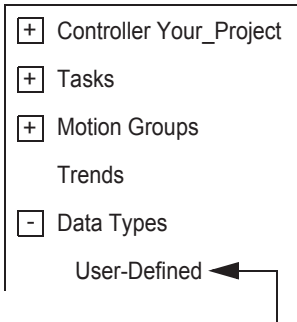 + Controller Your_Project
+ Tasks
+ Motion Groups
Trends
- Data Types
User-Defined